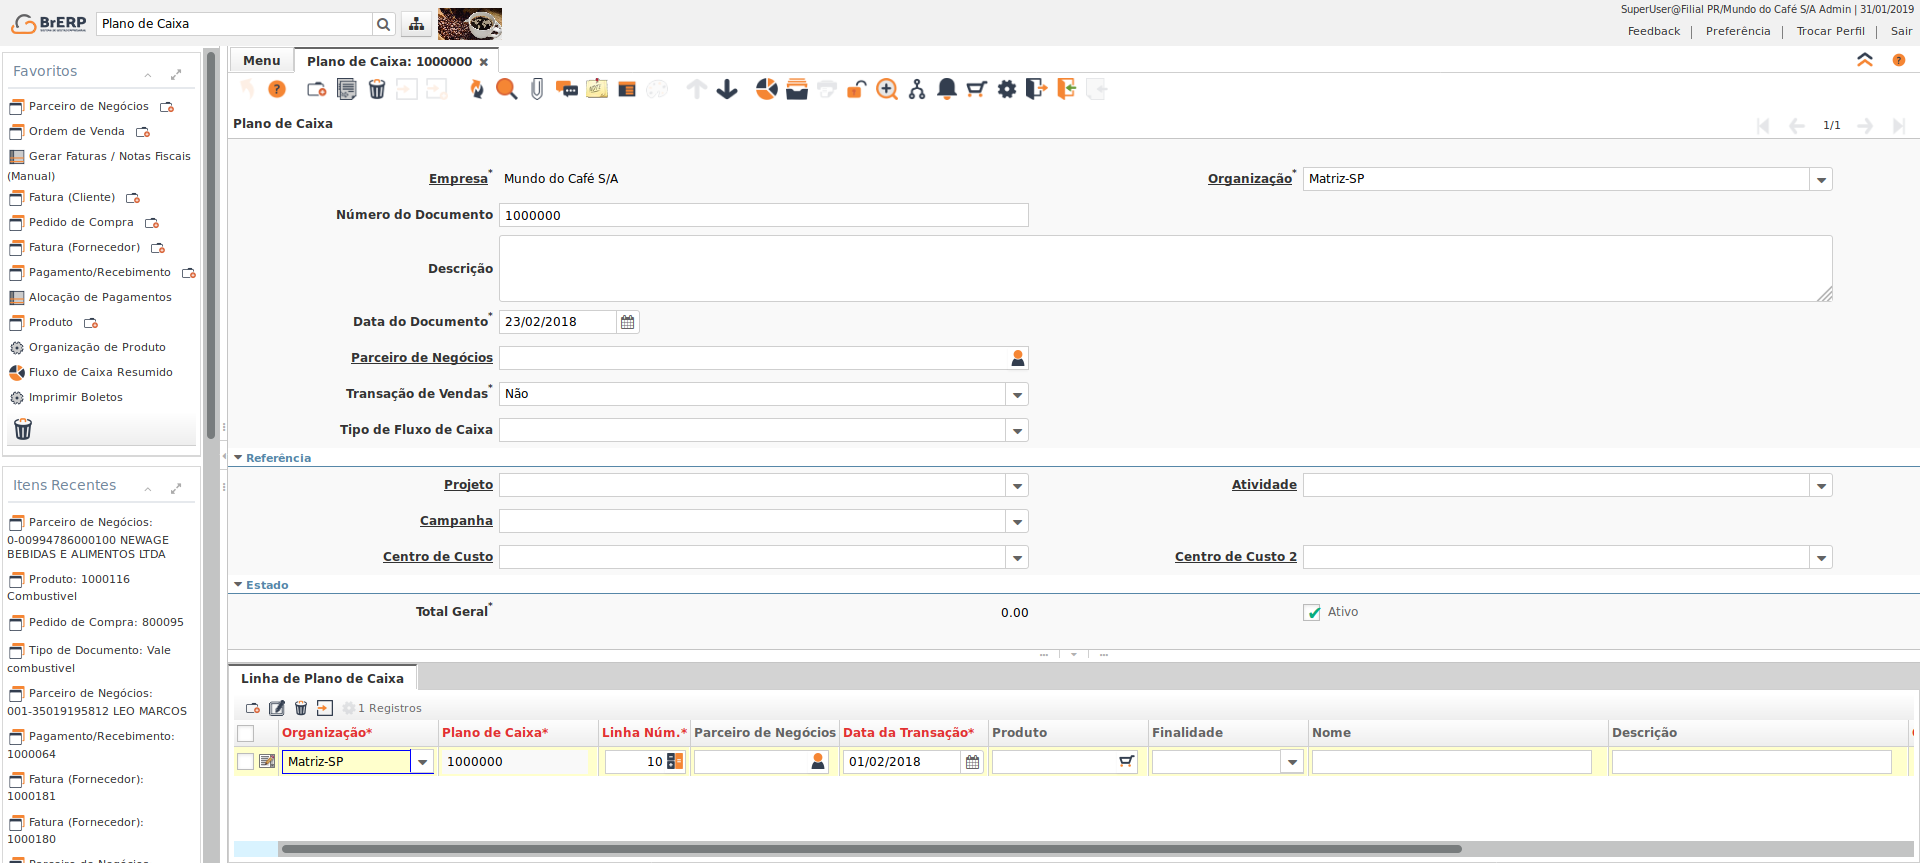 BrERP
Plano de Caixa
SuperUser@Filial PR/Mundo do Café S/A Admin | 31/01/2019
Feedback | Preferência | Trocar Perfil | Sair
Favoritos
Parceiro de Negócios
Ordem de Venda
Gerar Faturas / Notas Fiscais
(Manual)
Fatura (Cliente)
Pedido de Compra
Fatura (Fornecedor)
Pagamento/Recebimento
Alocação de Pagamentos
Produto
Organização de Produto
Fluxo de Caixa Resumido
Imprimir Boletos
Itens Recentes
Parceiro de Negócios:
0-00994786000100 NEWAGE
BEBIDAS E ALIMENTOS LTDA
Produto: 1000116
Combustivel
Pedido de Compra: 800095
Tipo de Documento: Vale
combustivel
Parceiro de Negócios:
001-35019195812 LEO MARCOS
Pagamento/Recebimento:
1000064
Fatura (Fornecedor):
1000181
Fatura (Fornecedor):
1000180
Menu
Plano de Caixa: 1000000
Plano de Caixa
1/1
Empresa* Mundo do Café S/A
Organização* Matriz-SP
Número do Documento 1000000
Descrição
Data do Documento* 23/02/2018
Parceiro de Negócios
Transação de Vendas* Não
Tipo de Fluxo de Caixa
Referência
Projeto
Atividade
Campanha
Centro de Custo
Centro de Custo 2
Estado
Total Geral* 0.00
Ativo
Linha de Plano de Caixa
1 Registros
Organização* Plano de Caixa* Linha Núm.* Parceiro de Negócios Data da Transação* Produto Finalidade Nome Descrição
Matriz-SP 1000000 10 01/02/2018